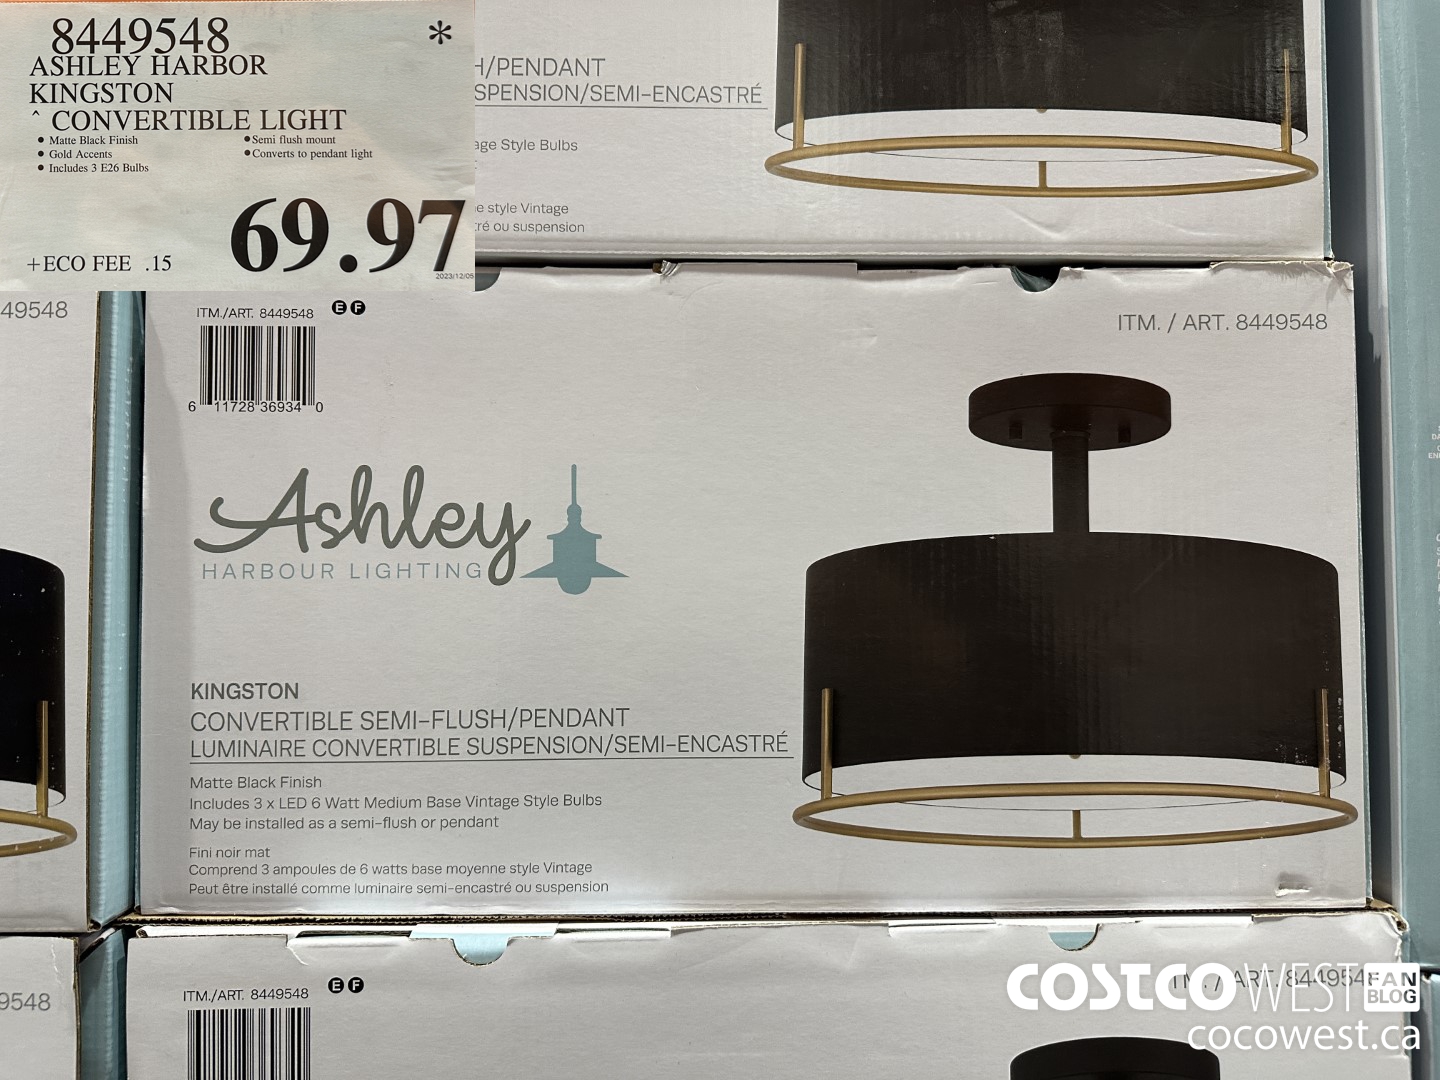 8449548
*
ASHLEY HARBOR
KINGSTON
^ CONVERTIBLE LIGHT
• Matte Black Finish
• Semi flush mount
• Gold Accents
• Converts to pendant light
• Includes 3 E26 Bulbs
69.97
+ECO FEE .15
2023/12/05
H/PENDANT
SPENSION/SEMI-ENCASTRÉ
age Style Bulbs
e style Vintage
tré ou suspension
49548
ITM./ART. 8449548 E F
6 11728 36934 0
ITM. / ART. 8449548
Ashley
HARBOUR LIGHTING
KINGSTON
CONVERTIBLE SEMI-FLUSH/PENDANT
LUMINAIRE CONVERTIBLE SUSPENSION/SEMI-ENCASTRÉ
Matte Black Finish
Includes 3 x LED 6 Watt Medium Base Vintage Style Bulbs
May be installed as a semi-flush or pendant
Fini noir mat
Comprend 3 ampoules de 6 watts base moyenne style Vintage
Peut être installé comme luminaire semi-encastré ou suspension
9548
ITM./ART. 8449548 E F
ITM. / ART. 844954
COSTCO WEST FAN BLOG
cocowest.ca